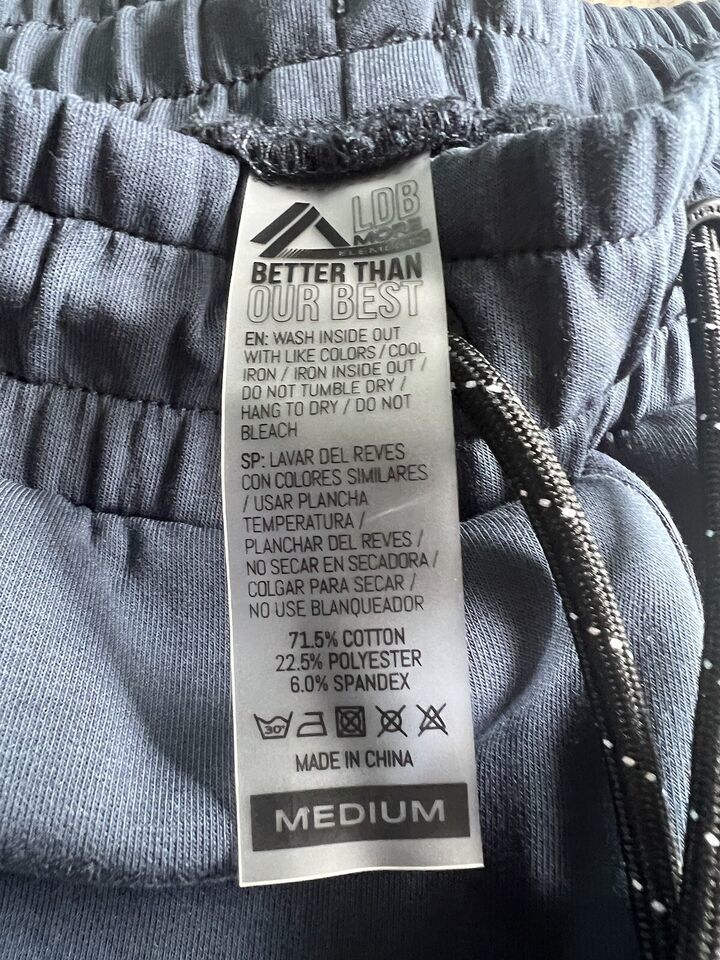 LDB
MORE
BETTER THAN
OUR BEST
EN: WASH INSIDE OUT
WITH LIKE COLORS / COOL
IRON / IRON INSIDE OUT /
DO NOT TUMBLE DRY /
HANG TO DRY / DO NOT
BLEACH
SP: LAVAR DEL REVES
CON COLORES SIMILARES
/ USAR PLANCHA
TEMPERATURA /
PLANCHAR DEL REVES /
NO SECAR EN SECADORA /
COLGAR PARA SECAR /
NO USE BLANQUEADOR
71.5% COTTON
22.5% POLYESTER
6.0% SPANDEX
30°
MADE IN CHINA
MEDIUM